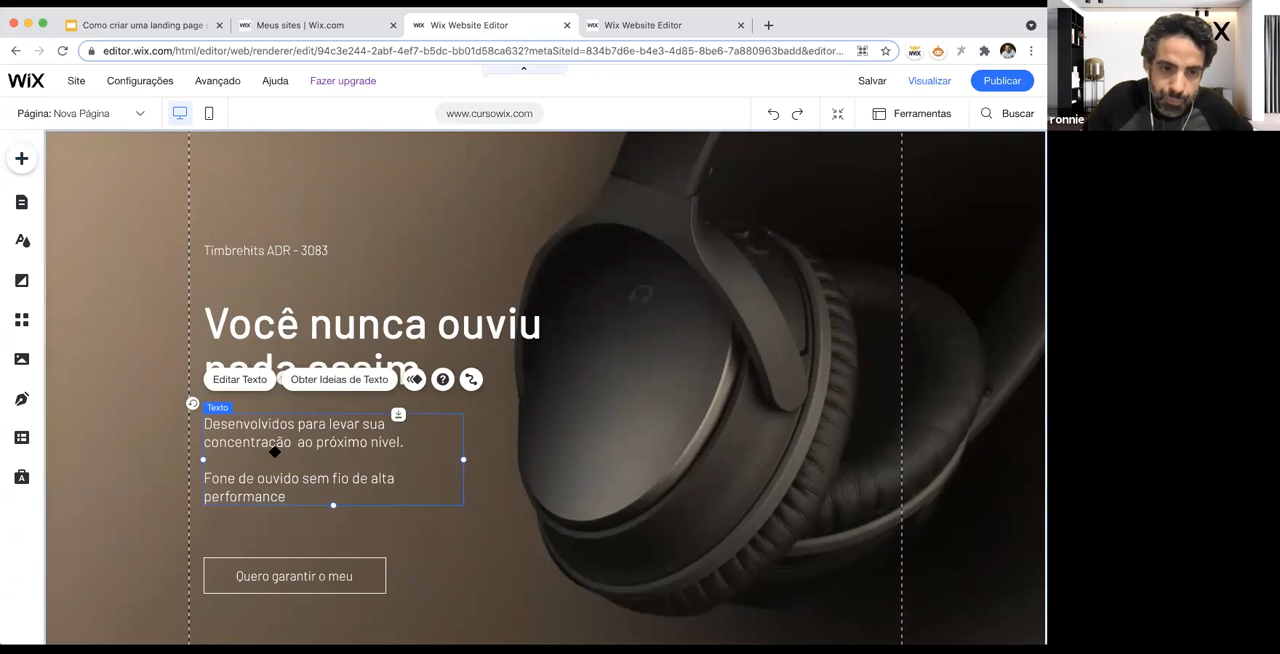 Como criar uma landing page
Meus sites | Wix.com
Wix Website Editor
Wix Website Editor
editor.wix.com/html/editor/web/renderer/edit/94c3e244-2abf-4ef7-b5dc-bb01d58ca632?metaSiteId=834b7d6e-b4e3-4d85-8be6-7a880963badd&editor...
WiX Site Configurações Avançado Ajuda Fazer upgrade Salvar Visualizar Publicar
Página: Nova Página www.cursowix.com Ferramentas Buscar
ronnie
X
Timbrehits ADR - 3083
Você nunca ouviu
nada assim
Editar Texto Obter Ideias de Texto
Texto
Desenvolvidos para levar sua
concentração ao próximo nível.
Fone de ouvido sem fio de alta
performance
Quero garantir o meu